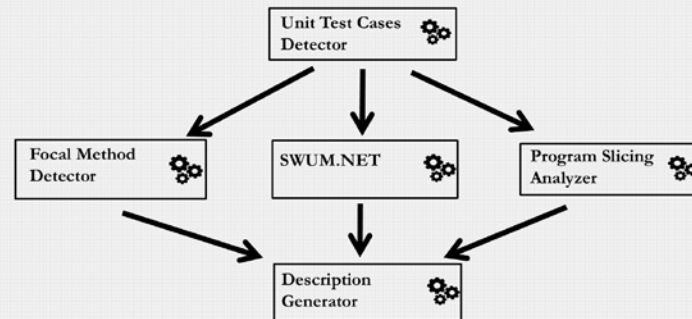 Unit Test Cases
Detector
Focal Method
Detector
SWUM.NET
Program Slicing
Analyzer
Description
Generator